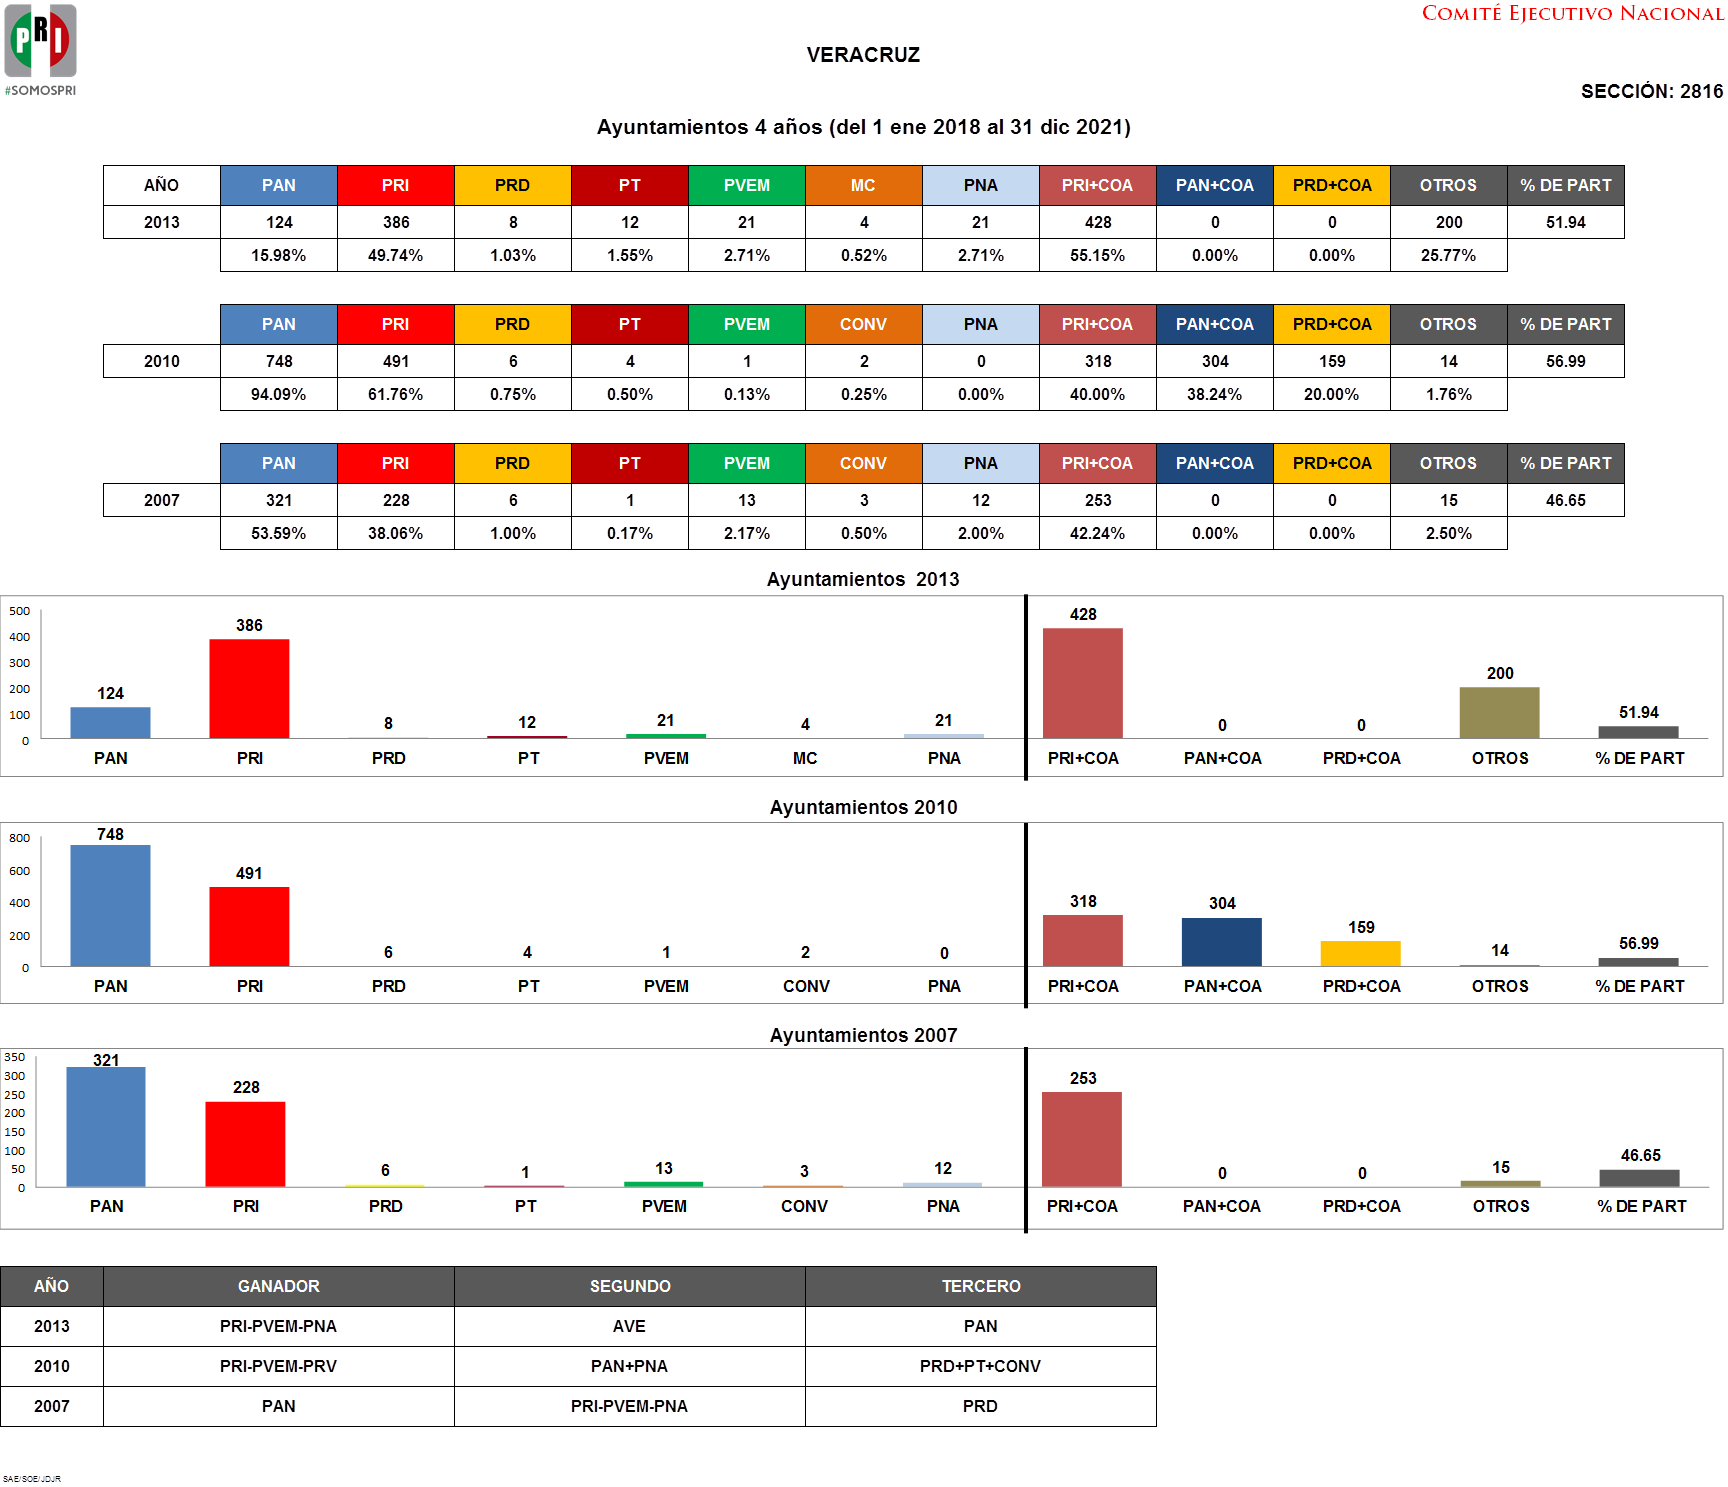 COMITÉ EJECUTIVO NACIONAL
PRI
#SOMOSPRI
VERACRUZ
SECCIÓN: 2816
Ayuntamientos 4 años (del 1 ene 2018 al 31 dic 2021)
AÑO PAN PRI PRD PT PVEM MC PNA PRI+COA PAN+COA PRD+COA OTROS % DE PART
2013 124 386 8 12 21 4 21 428 0 0 200 51.94
15.98% 49.74% 1.03% 1.55% 2.71% 0.52% 2.71% 55.15% 0.00% 0.00% 25.77%
PAN PRI PRD PT PVEM CONV PNA PRI+COA PAN+COA PRD+COA OTROS % DE PART
2010 748 491 6 4 1 2 0 318 304 159 14 56.99
94.09% 61.76% 0.75% 0.50% 0.13% 0.25% 0.00% 40.00% 38.24% 20.00% 1.76%
PAN PRI PRD PT PVEM CONV PNA PRI+COA PAN+COA PRD+COA OTROS % DE PART
2007 321 228 6 1 13 3 12 253 0 0 15 46.65
53.59% 38.06% 1.00% 0.17% 2.17% 0.50% 2.00% 42.24% 0.00% 0.00% 2.50%
Ayuntamientos 2013
500
400
300
200
100
0
124 386 8 12 21 4 21 428 0 0 200 51.94
PAN PRI PRD PT PVEM MC PNA PRI+COA PAN+COA PRD+COA OTROS % DE PART
Ayuntamientos 2010
800
600
400
200
0
748 491 6 4 1 2 0 318 304 159 14 56.99
PAN PRI PRD PT PVEM CONV PNA PRI+COA PAN+COA PRD+COA OTROS % DE PART
Ayuntamientos 2007
350
300
250
200
150
100
50
0
321 228 6 1 13 3 12 253 0 0 15 46.65
PAN PRI PRD PT PVEM CONV PNA PRI+COA PAN+COA PRD+COA OTROS % DE PART
AÑO GANADOR SEGUNDO TERCERO
2013 PRI-PVEM-PNA AVE PAN
2010 PRI-PVEM-PRV PAN+PNA PRD+PT+CONV
2007 PAN PRI-PVEM-PNA PRD
SAE/SOE/JDJR